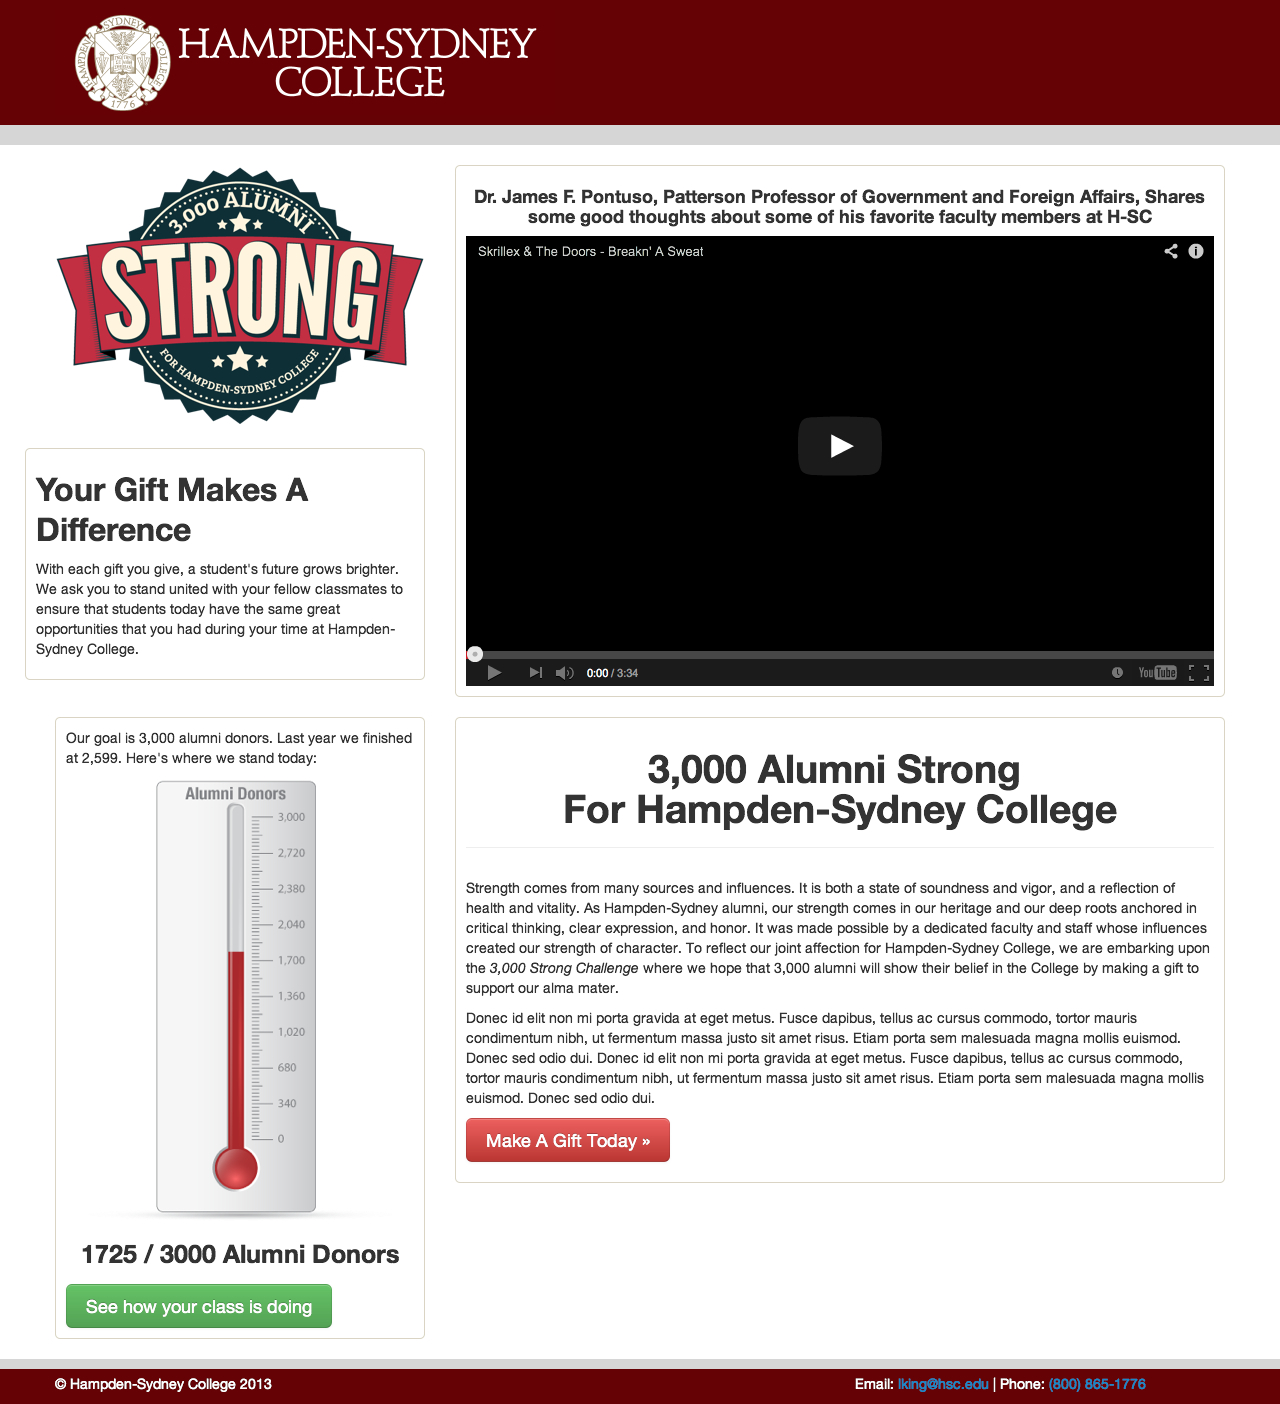 HAMPDEN-SYDNEY
COLLEGE
HAMPDEN SYDNEY COLLEGE
1776
3,000 ALUMNI
STRONG
FOR HAMPDEN-SYDNEY COLLEGE
Dr. James F. Pontuso, Patterson Professor of Government and Foreign Affairs, Shares
some good thoughts about some of his favorite faculty members at H-SC
Skrillex & The Doors - Breakn' A Sweat
0:00 / 3:34
YouTube
Your Gift Makes A
Difference
With each gift you give, a student's future grows brighter.
We ask you to stand united with your fellow classmates to
ensure that students today have the same great
opportunities that you had during your time at Hampden-
Sydney College.
Our goal is 3,000 alumni donors. Last year we finished
at 2,599. Here's where we stand today:
Alumni Donors
3,000
2,720
2,380
2,040
1,700
1,360
1,020
680
340
0
1725 / 3000 Alumni Donors
See how your class is doing
3,000 Alumni Strong
For Hampden-Sydney College
Strength comes from many sources and influences. It is both a state of soundness and vigor, and a reflection of
health and vitality. As Hampden-Sydney alumni, our strength comes in our heritage and our deep roots anchored in
critical thinking, clear expression, and honor. It was made possible by a dedicated faculty and staff whose influences
created our strength of character. To reflect our joint affection for Hampden-Sydney College, we are embarking upon
the 3,000 Strong Challenge where we hope that 3,000 alumni will show their belief in the College by making a gift to
support our alma mater.
Donec id elit non mi porta gravida at eget metus. Fusce dapibus, tellus ac cursus commodo, tortor mauris
condimentum nibh, ut fermentum massa justo sit amet risus. Etiam porta sem malesuada magna mollis euismod.
Donec sed odio dui. Donec id elit non mi porta gravida at eget metus. Fusce dapibus, tellus ac cursus commodo,
tortor mauris condimentum nibh, ut fermentum massa justo sit amet risus. Etiam porta sem malesuada magna mollis
euismod. Donec sed odio dui.
Make A Gift Today »
© Hampden-Sydney College 2013
Email: lking@hsc.edu | Phone: (800) 865-1776